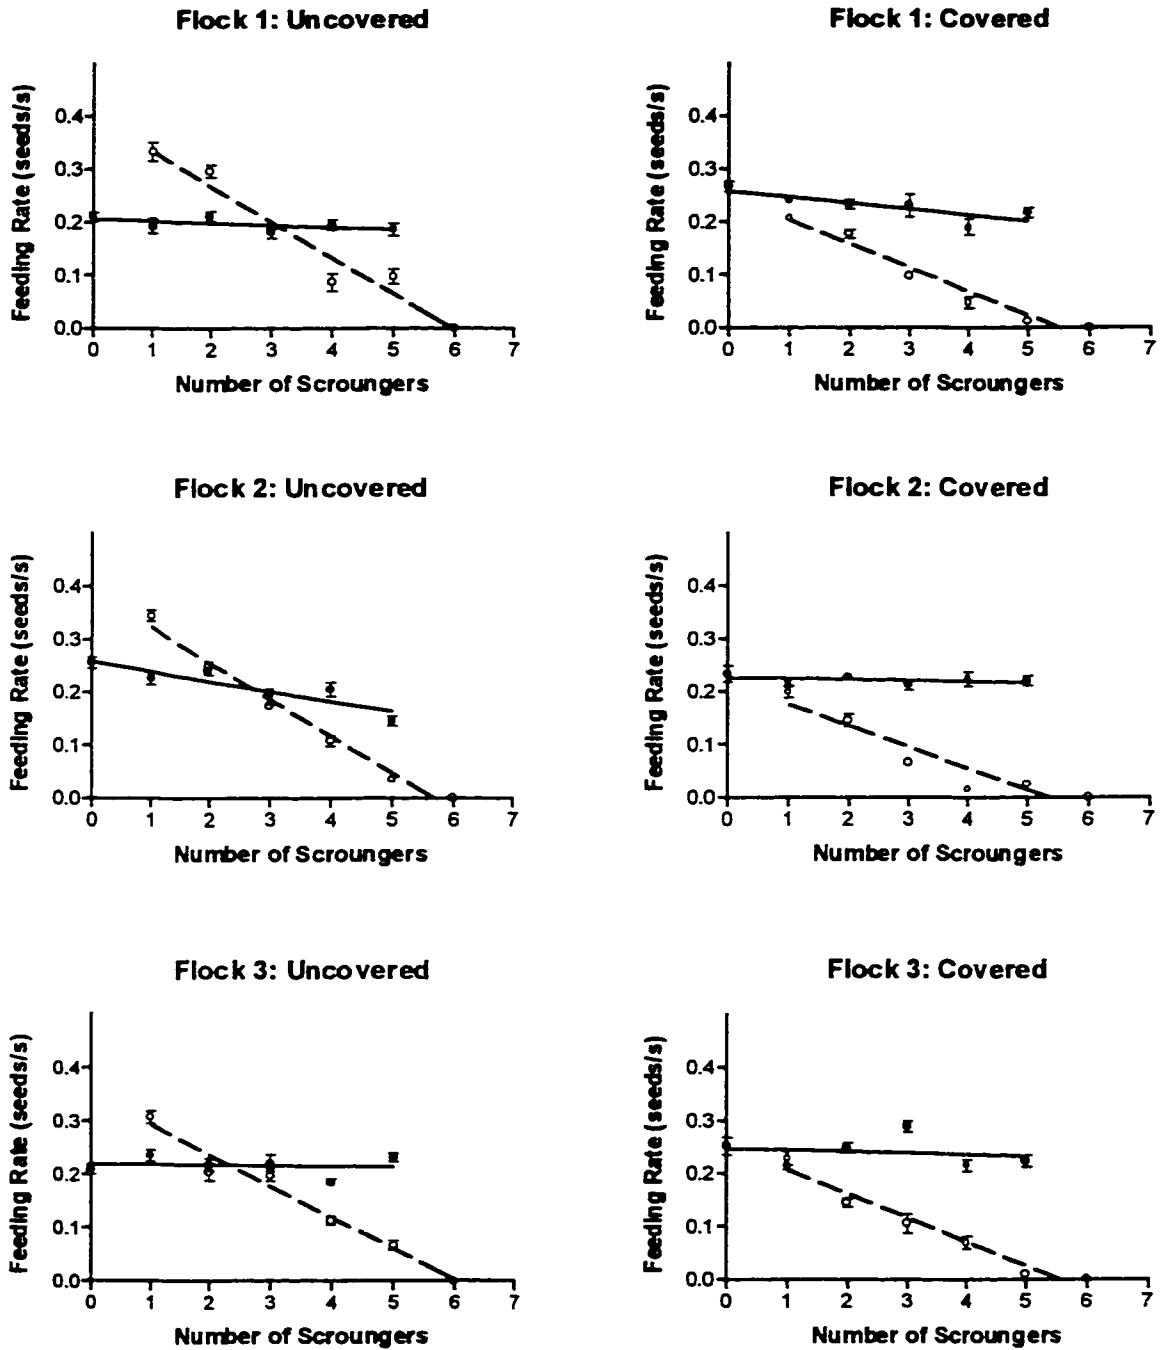 Flock 1: Uncovered
Flock 1: Covered
Feeding Rate (seeds/s)
0.4
0.3
0.2
0.1
0.0
0 1 2 3 4 5 6 7
Number of Scroungers
Feeding Rate (seeds/s)
0.4
0.3
0.2
0.1
0.0
0 1 2 3 4 5 6 7
Number of Scroungers
Flock 2: Uncovered
Flock 2: Covered
Feeding Rate (seeds/s)
0.4
0.3
0.2
0.1
0.0
0 1 2 3 4 5 6 7
Number of Scroungers
Feeding Rate (seeds/s)
0.4
0.3
0.2
0.1
0.0
0 1 2 3 4 5 6 7
Number of Scroungers
Flock 3: Uncovered
Flock 3: Covered
Feeding Rate (seeds/s)
0.4
0.3
0.2
0.1
0.0
0 1 2 3 4 5 6 7
Number of Scroungers
Feeding Rate (seeds/s)
0.4
0.3
0.2
0.1
0.0
0 1 2 3 4 5 6 7
Number of Scroungers